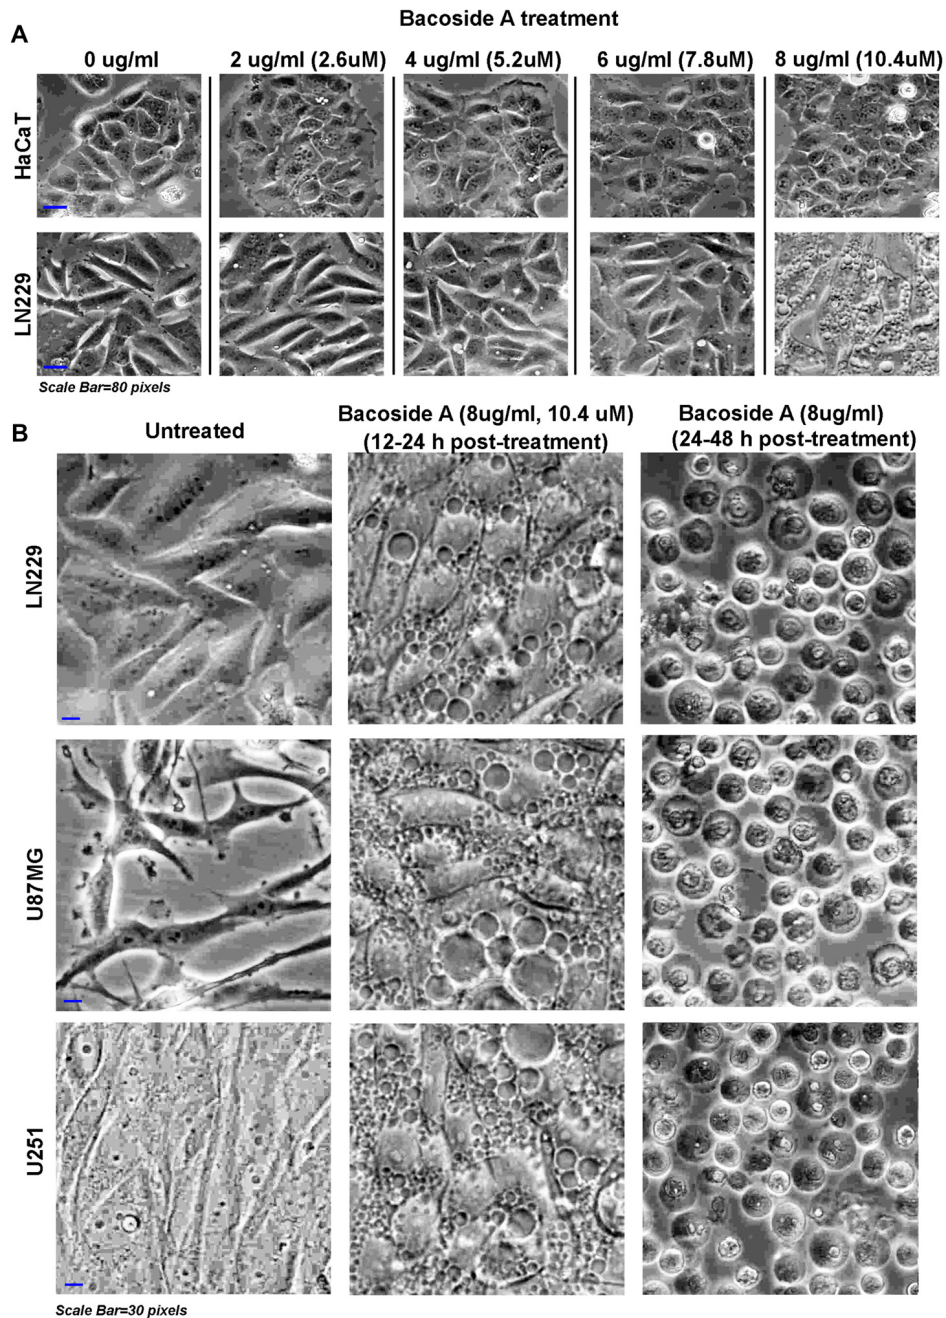 Bacoside A treatment
A
0 ug/ml
2 ug/ml (2.6uM)
4 ug/ml (5.2uM)
6 ug/ml (7.8uM)
8 ug/ml (10.4uM)
HaCaT
LN229
Scale Bar=80 pixels
B
Untreated
Bacoside A (8ug/ml, 10.4 uM)
(12-24 h post-treatment)
Bacoside A (8ug/ml)
(24-48 h post-treatment)
LN229
U87MG
U251
Scale Bar=30 pixels